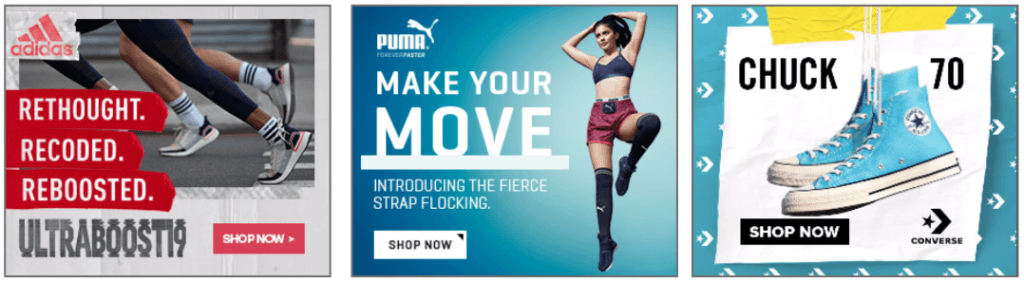 adidas
RETHOUGHT.
RECODED.
REBOOSTED.
ULTRABOOST19
SHOP NOW >
PUMA
FOREVER FASTER
MAKE YOUR
MOVE
INTRODUCING THE FIERCE
STRAP FLOCKING.
SHOP NOW
CHUCK 70
SHOP NOW
CONVERSE